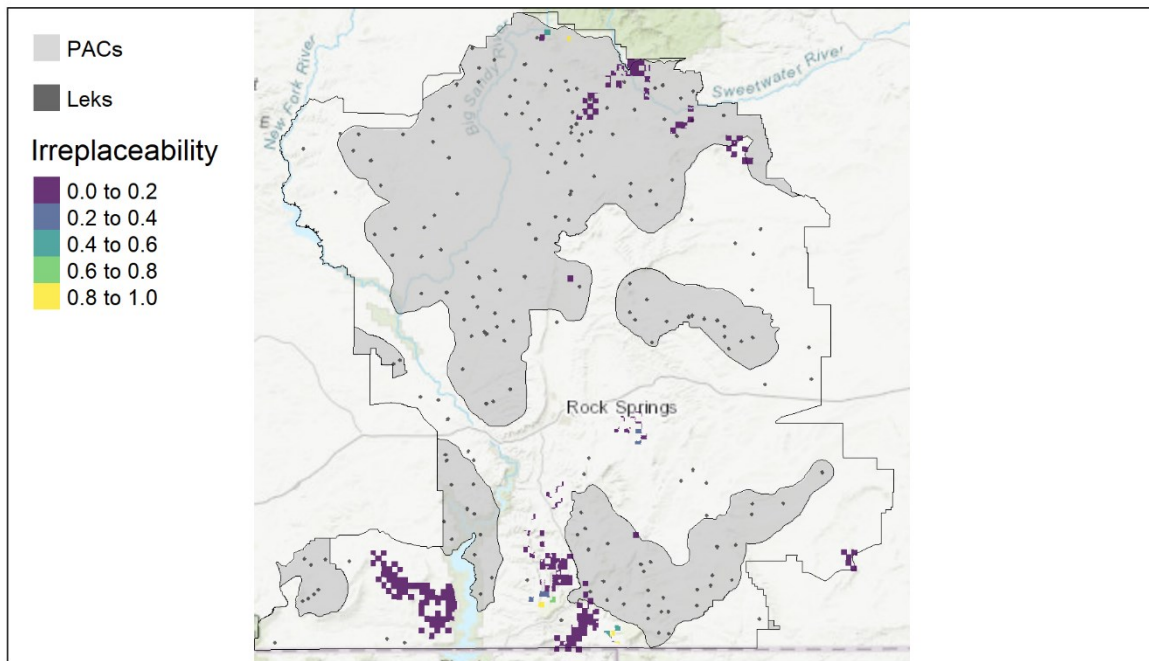 PACs
Leks
Irreplaceability
0.0 to 0.2
0.2 to 0.4
0.4 to 0.6
0.6 to 0.8
0.8 to 1.0
New Fork River
Big Sandy River
Sweetwater River
m
Rock Springs